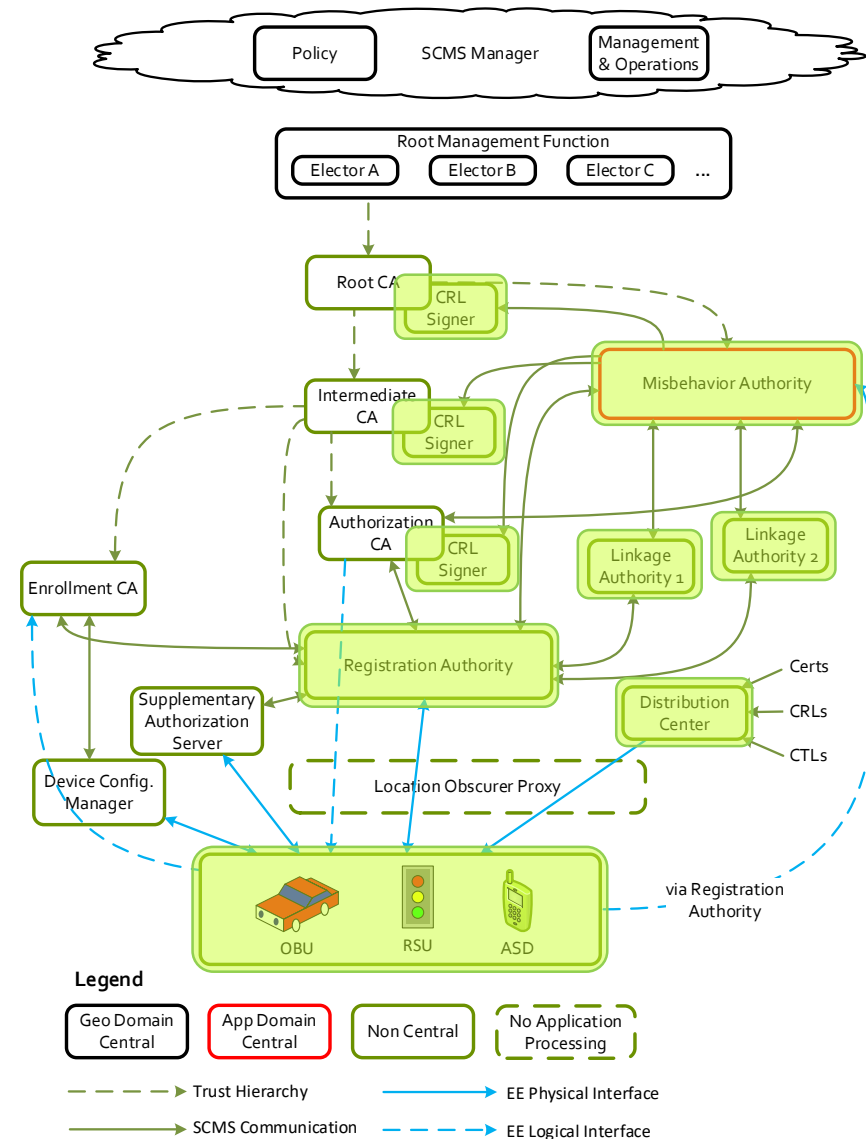 Policy
SCMS Manager
Management
& Operations
Root Management Function
Elector A
Elector B
Elector C
...
Root CA
CRL
Signer
Misbehavior Authority
Intermediate
CA
CRL
Signer
Authorization
CA
CRL
Signer
Linkage
Authority 1
Linkage
Authority 2
Enrollment CA
Registration Authority
Supplementary
Authorization
Server
Distribution
Center
Certs
CRLs
CTLs
Device Config.
Manager
Location Obscurer Proxy
OBU
RSU
ASD
via Registration
Authority
Legend
Geo Domain
Central
App Domain
Central
Non Central
No Application
Processing
Trust Hierarchy
EE Physical Interface
SCMS Communication
EE Logical Interface